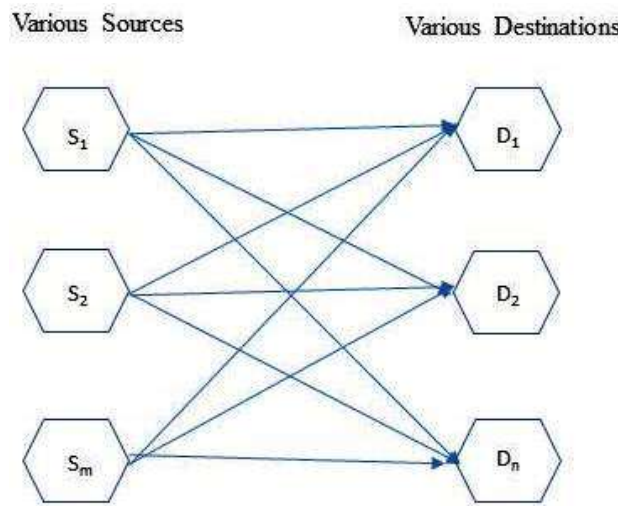 Various Sources Various Destinations
S₁ D₁
S₂ D₂
Sₘ Dₙ